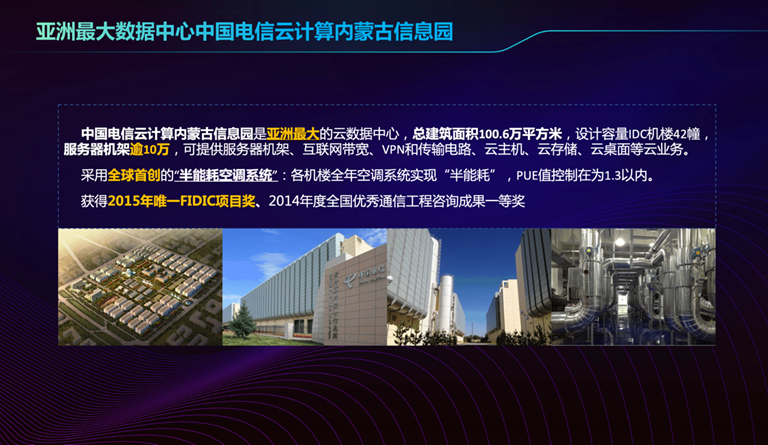 亚洲最大数据中心中国电信云计算内蒙古信息园
中国电信云计算内蒙古信息园是亚洲最大的云数据中心，总建筑面积100.6万平方米，设计容量IDC机楼42幢，
服务器机架逾10万，可提供服务器机架、互联网带宽、VPN和传输电路、云主机、云存储、云桌面等云业务。
采用全球首创的“半能耗空调系统”：各机楼全年空调系统实现“半能耗”，PUE值控制在为1.3以内。
获得2015年唯一FIDIC项目奖、2014年度全国优秀通信工程咨询成果一等奖